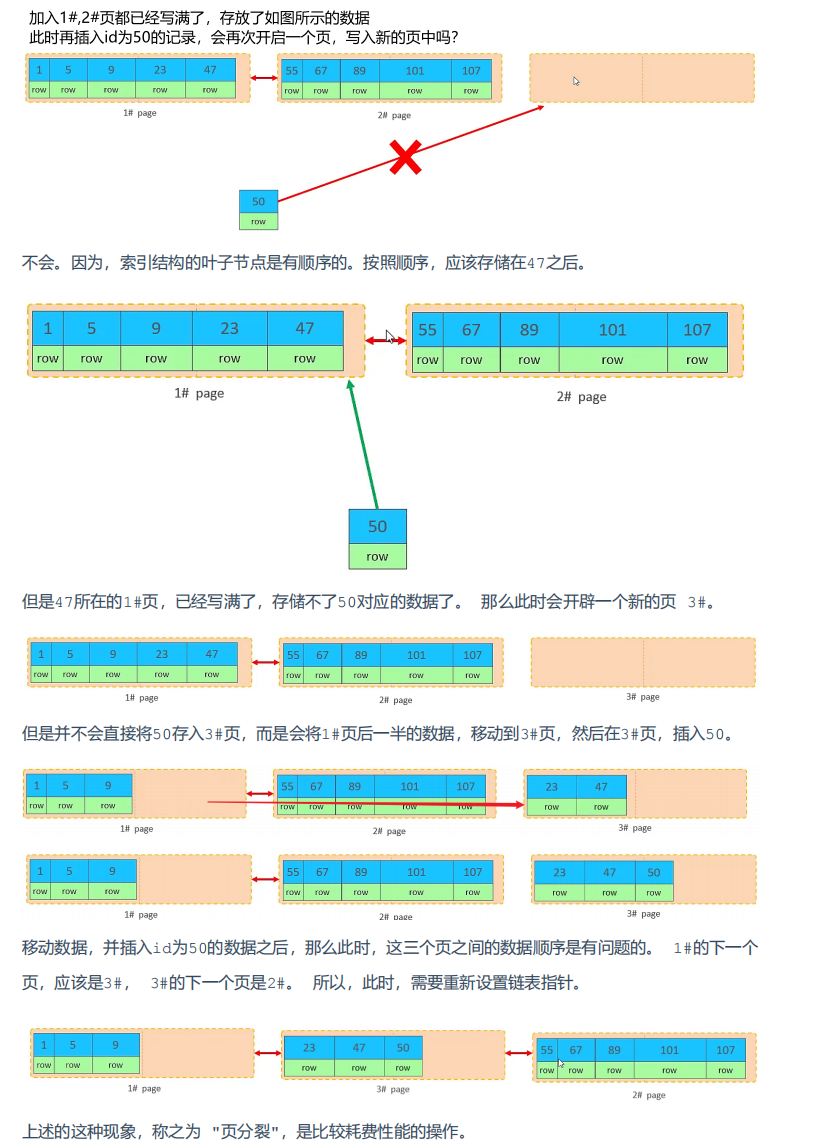 加入1#,2#页都已经写满了，存放了如图所示的数据
此时再插入id为50的记录，会再次开启一个页，写入新的页中吗？
1 5 9 23 47 55 67 89 101 107
row row row row row row row row row row
1# page 2# page
50
row
不会。因为，索引结构的叶子节点是有顺序的。按照顺序，应该存储在47之后。
1 5 9 23 47 55 67 89 101 107
row row row row row row row row row row
1# page 2# page
50
row
但是47所在的1#页，已经写满了，存储不了50对应的数据了。 那么此时会开辟一个新的页 3#。
1 5 9 23 47 55 67 89 101 107
row row row row row row row row row row
1# page 2# page 3# page
但是并不会直接将50存入3#页，而是会将1#页后一半的数据，移动到3#页，然后在3#页，插入50。
1 5 9 55 67 89 101 107 23 47
row row row row row row row row row row
1# page 2# page 3# page
1 5 9 55 67 89 101 107 23 47 50
row row row row row row row row row row row
1# page 2# page 3# page
移动数据，并插入id为50的数据之后，那么此时，这三个页之间的数据顺序是有问题的。 1#的下一个
页，应该是3#， 3#的下一个页是2#。 所以，此时，需要重新设置链表指针。
1 5 9 23 47 50 55 67 89 101 107
row row row row row row row row row row row
1# page 3# page 2# page
上述的这种现象，称之为 "页分裂"，是比较耗费性能的操作。